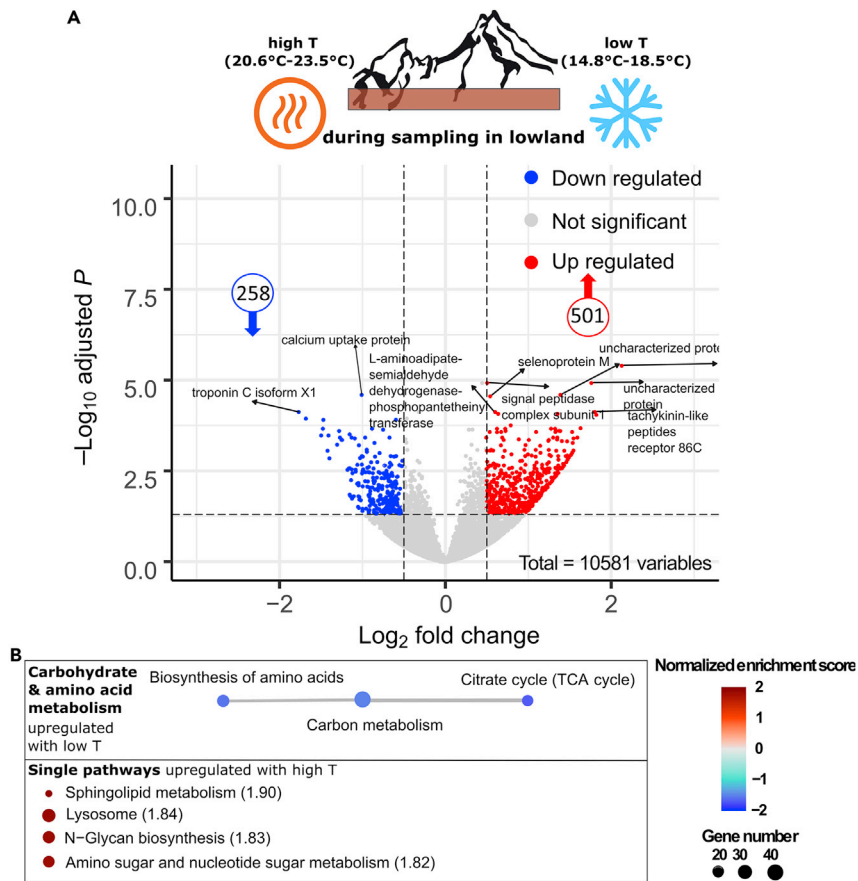 A
high T
(20.6°C-23.5°C)
low T
(14.8°C-18.5°C)
during sampling in lowland
Down regulated
Not significant
Up regulated
258
501
calcium uptake protein
troponin C isoform X1
L-aminoadipate-
semialdehyde
dehydrogenase-
phosphopantetheinyl
transferase
selenoprotein M
signal peptidase
complex subunit 1
uncharacterized prote
uncharacterized
protein
tachykinin-like
peptides
receptor 86C
10.0
7.5
5.0
2.5
0.0
−Log10 adjusted P
Total = 10581 variables
−2
0
2
Log2 fold change
B
Carbohydrate
& amino acid
metabolism
upregulated
with low T
Biosynthesis of amino acids
Carbon metabolism
Citrate cycle (TCA cycle)
Single pathways upregulated with high T
Sphingolipid metabolism (1.90)
Lysosome (1.84)
N−Glycan biosynthesis (1.83)
Amino sugar and nucleotide sugar metabolism (1.82)
Normalized enrichment score
2
1
0
−1
−2
Gene number
20 30 40